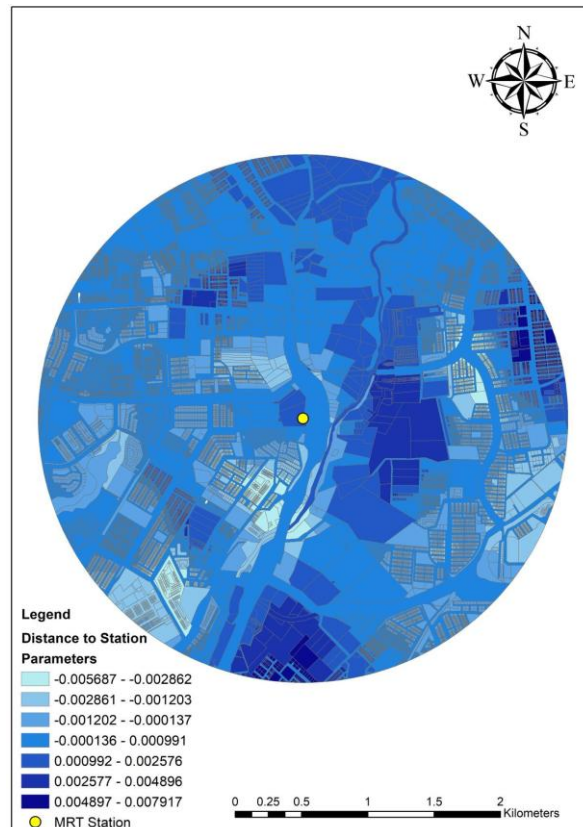 N
W E
S
Legend
Distance to Station
Parameters
-0.005687 - -0.002862
-0.002861 - -0.001203
-0.001202 - -0.000137
-0.000136 - 0.000991
0.000992 - 0.002576
0.002577 - 0.004896
0.004897 - 0.007917
MRT Station
0 0.25 0.5 1 1.5 2
Kilometers